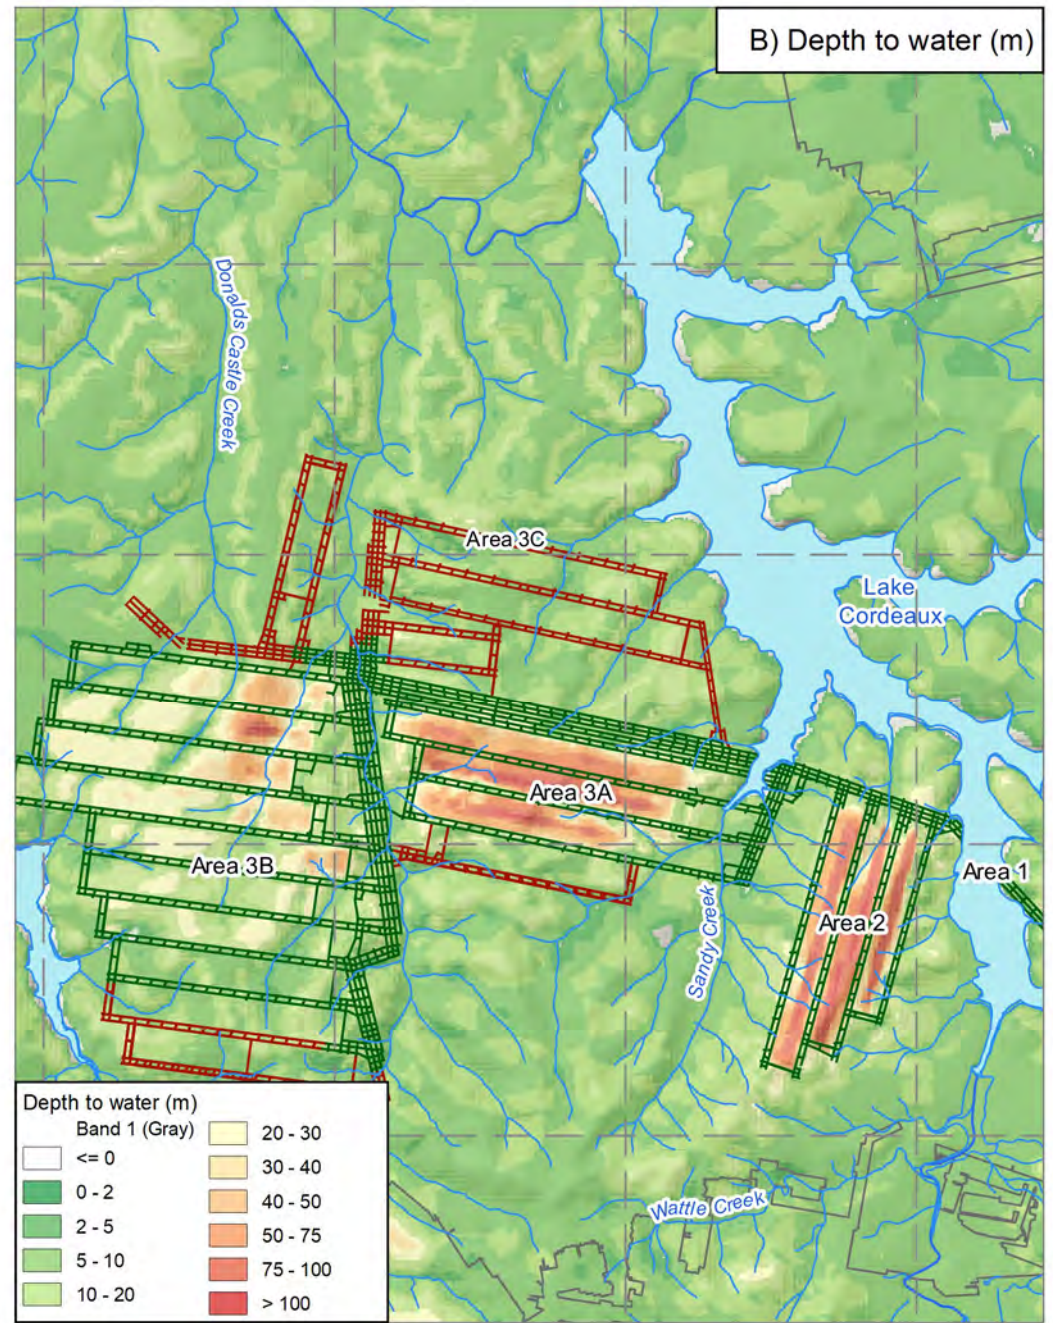 B) Depth to water (m)
Donalds Castle Creek
Area 3C
Lake
Cordeaux
Area 3A
Area 3B
Area 1
Area 2
Sandy Creek
Wattle Creek
Depth to water (m)
Band 1 (Gray)
<= 0
0 - 2
2 - 5
5 - 10
10 - 20
20 - 30
30 - 40
40 - 50
50 - 75
75 - 100
> 100